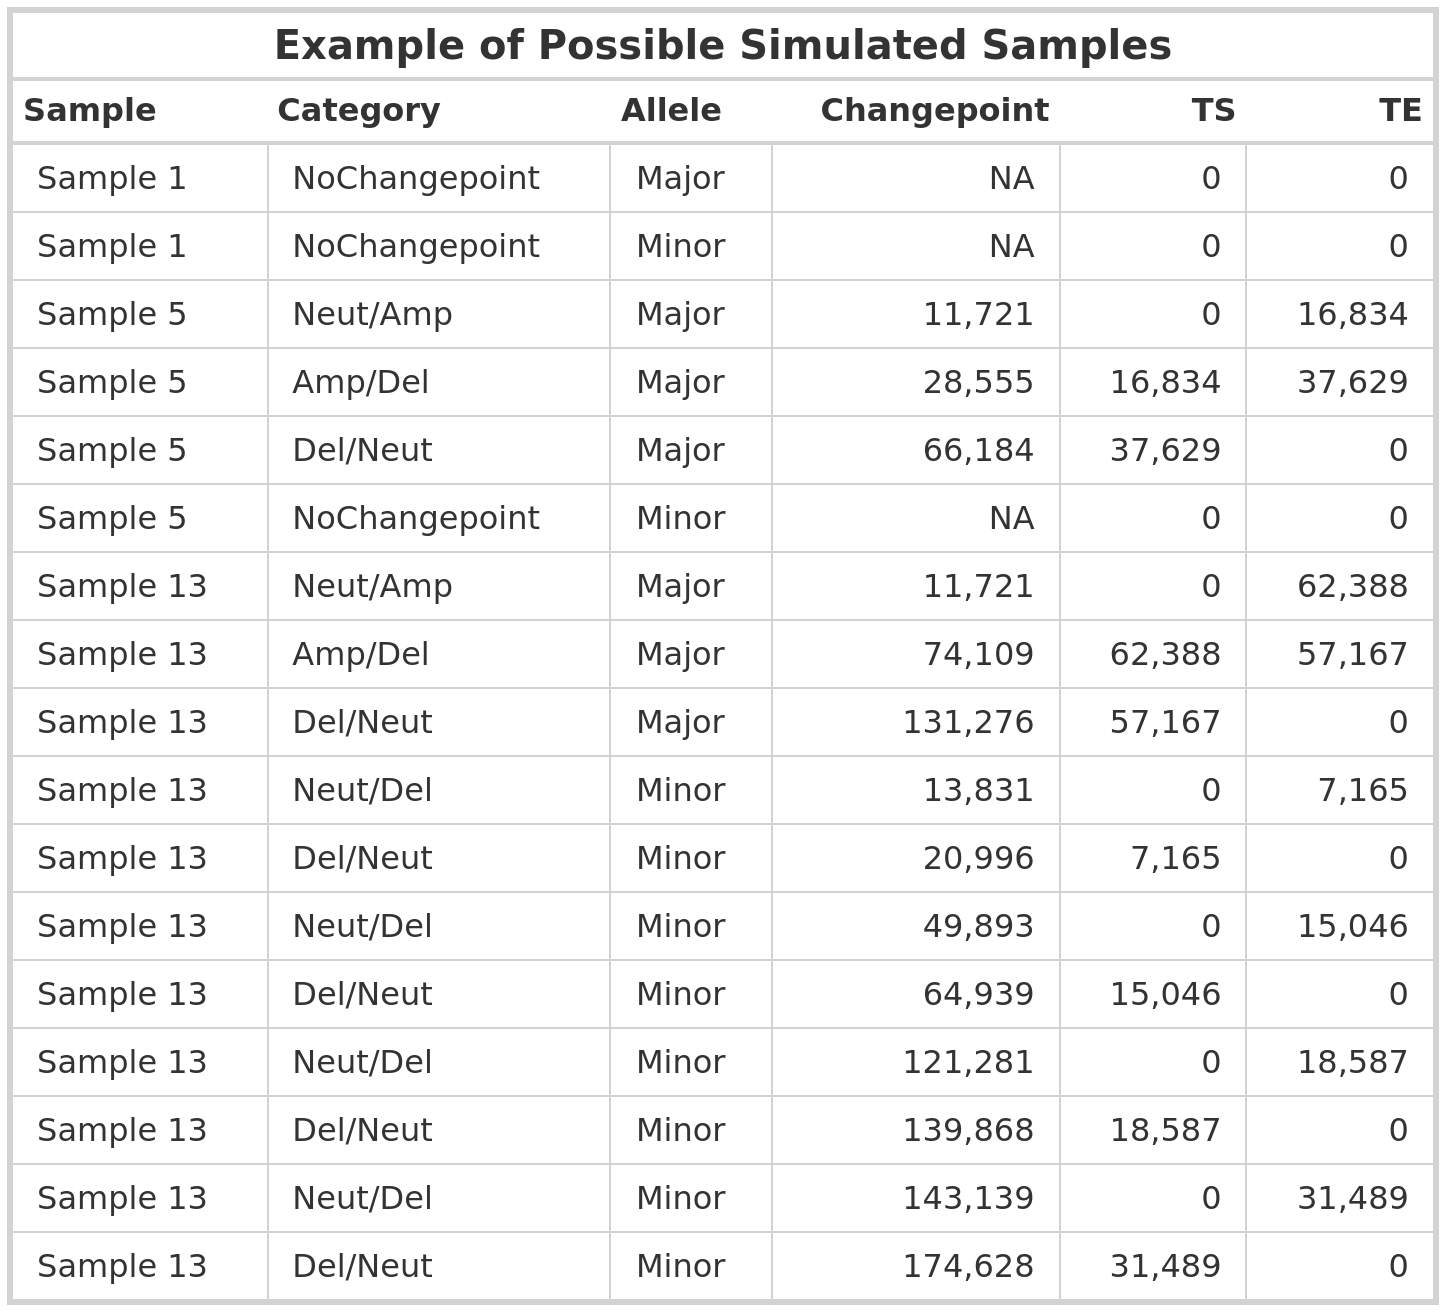 Example of Possible Simulated Samples
Sample Category Allele Changepoint TS TE
Sample 1 NoChangepoint Major NA 0 0
Sample 1 NoChangepoint Minor NA 0 0
Sample 5 Neut/Amp Major 11,721 0 16,834
Sample 5 Amp/Del Major 28,555 16,834 37,629
Sample 5 Del/Neut Major 66,184 37,629 0
Sample 5 NoChangepoint Minor NA 0 0
Sample 13 Neut/Amp Major 11,721 0 62,388
Sample 13 Amp/Del Major 74,109 62,388 57,167
Sample 13 Del/Neut Major 131,276 57,167 0
Sample 13 Neut/Del Minor 13,831 0 7,165
Sample 13 Del/Neut Minor 20,996 7,165 0
Sample 13 Neut/Del Minor 49,893 0 15,046
Sample 13 Del/Neut Minor 64,939 15,046 0
Sample 13 Neut/Del Minor 121,281 0 18,587
Sample 13 Del/Neut Minor 139,868 18,587 0
Sample 13 Neut/Del Minor 143,139 0 31,489
Sample 13 Del/Neut Minor 174,628 31,489 0